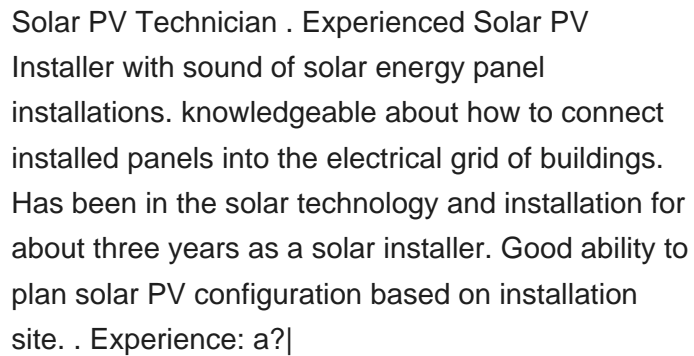 Solar PV Technician . Experienced Solar PV
Installer with sound of solar energy panel
installations. knowledgeable about how to connect
installed panels into the electrical grid of buildings.
Has been in the solar technology and installation for
about three years as a solar installer. Good ability to
plan solar PV configuration based on installation
site. . Experience: a?|